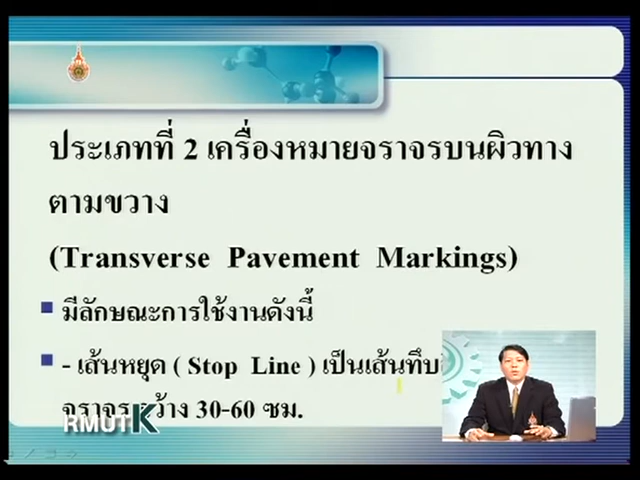 ประเภทที่ 2 เครื่องหมายจราจรบนผิวทาง
ตามขวาง
(Transverse Pavement Markings)
มีลักษณะการใช้งานดังนี้
- เส้นหยุด ( Stop Line ) เป็นเส้นทึบ
จราจร กว้าง 30-60 ซม.
RMUTK